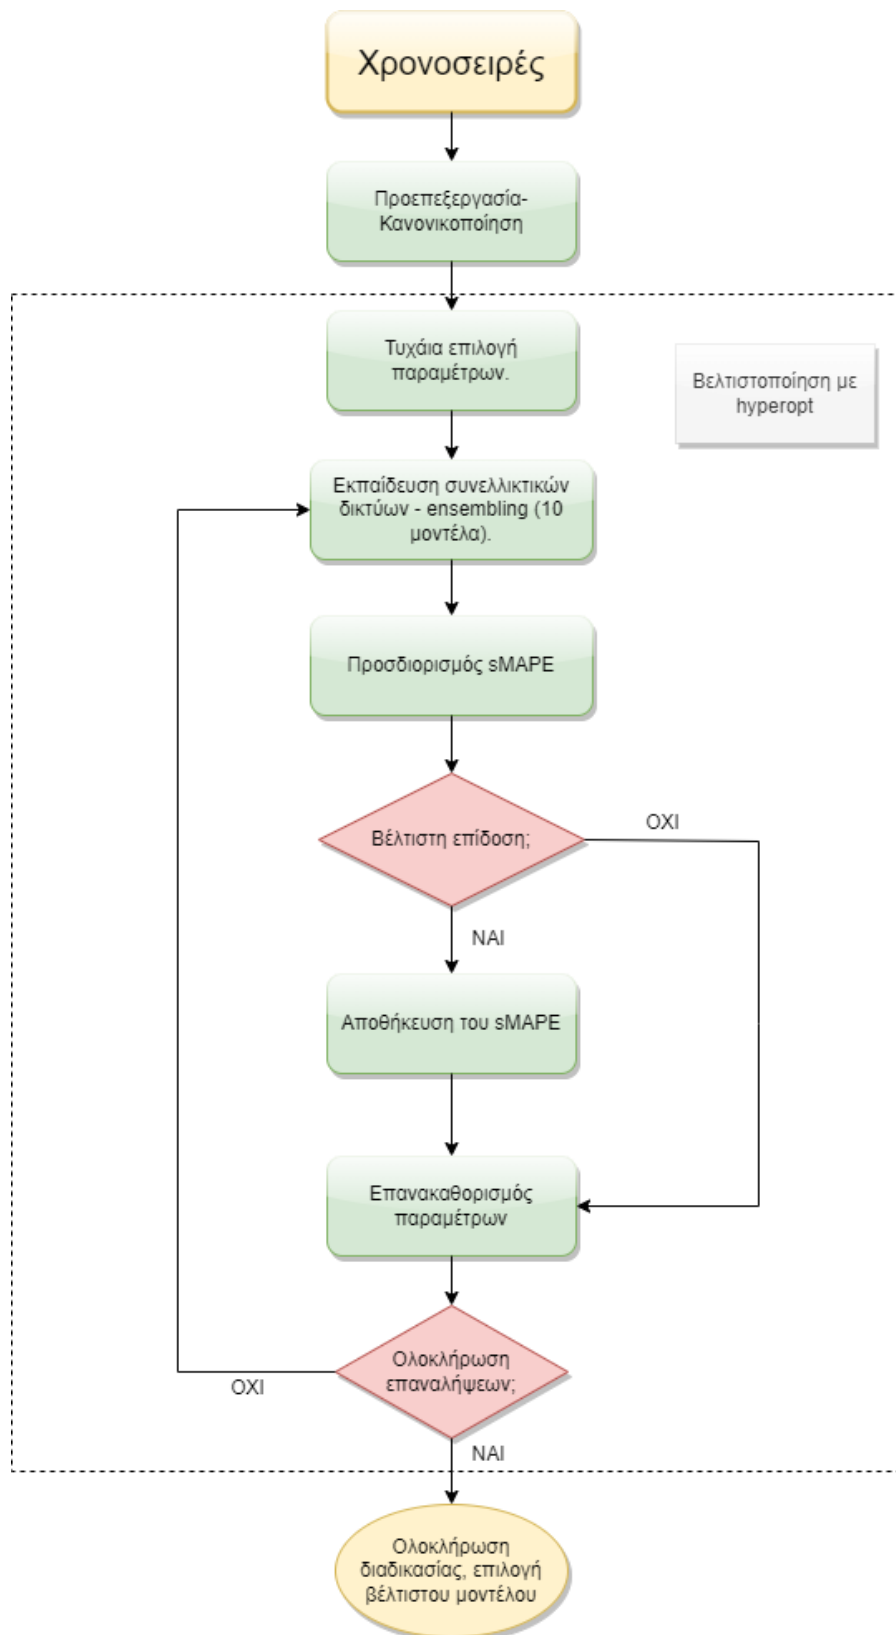 Χρονοσειρές
Προεπεξεργασία-
Κανονικοποίηση
Τυχάια επιλογή
παραμέτρων.
Βελτιστοποίηση με
hyperopt
Εκπαίδευση συνελλικτικών
δικτύων - ensembling (10
μοντέλα).
Προσδιορισμός sMAPE
Βέλτιστη επίδοση;
ΟΧΙ
ΝΑΙ
Αποθήκευση του sMAPE
Επανακαθορισμός
παραμέτρων
Ολοκλήρωση
επαναλήψεων;
ΟΧΙ
ΝΑΙ
Ολοκλήρωση
διαδικασίας, επιλογή
βέλτιστου μοντέλου